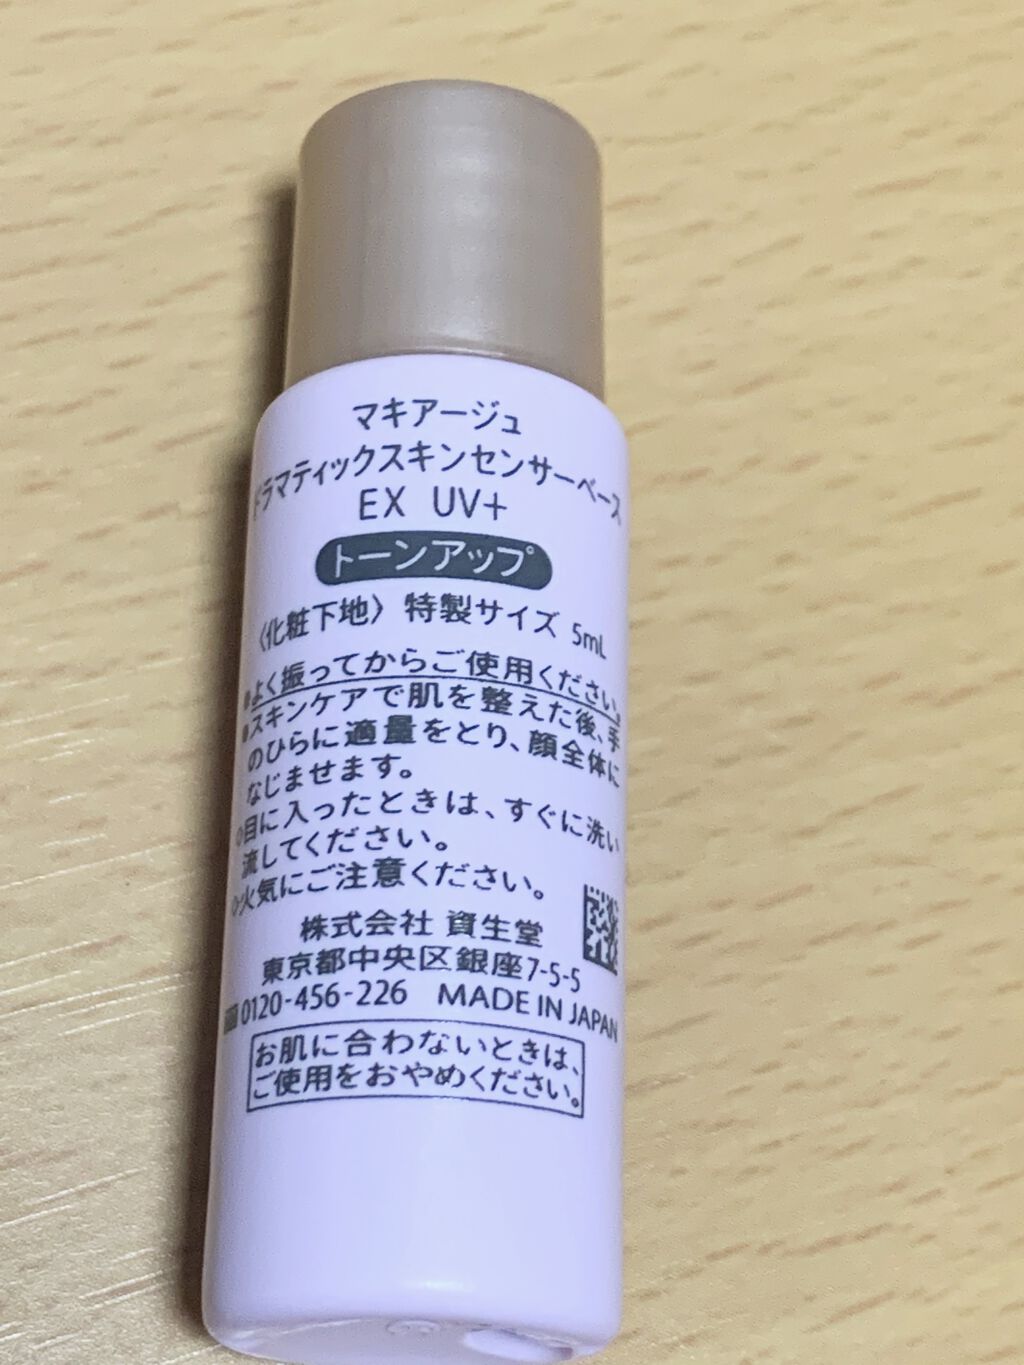 マキアージュ
ドラマティックスキンセンサーベース
EX UV+
トーンアップ
〈化粧下地〉 特製サイズ 5mL
●よく振ってからご使用ください。
●スキンケアで肌を整えた後、手
のひらに適量をとり、顔全体に
なじませます。
◇目に入ったときは、すぐに洗い
流してください。
◇火気にご注意ください。
株式会社 資生堂
東京都中央区銀座7-5-5
0120-456-226 MADE IN JAPAN
お肌に合わないときは、
ご使用をおやめください。